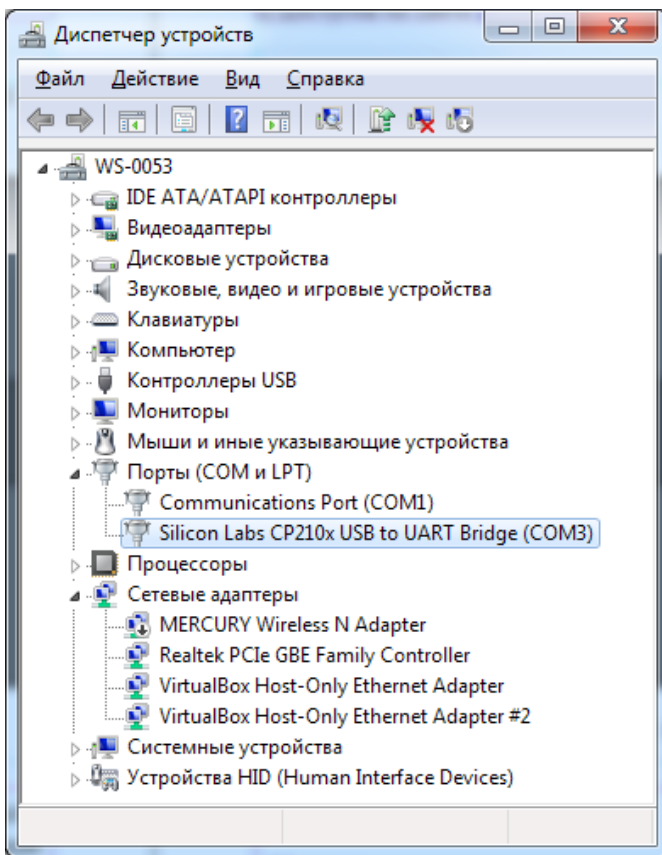 Диспетчер устройств
Файл Действие Вид Справка
WS-0053
IDE ATA/ATAPI контроллеры
Видеоадаптеры
Дисковые устройства
Звуковые, видео и игровые устройства
Клавиатуры
Компьютер
Контроллеры USB
Мониторы
Мыши и иные указывающие устройства
Порты (COM и LPT)
Communications Port (COM1)
Silicon Labs CP210x USB to UART Bridge (COM3)
Процессоры
Сетевые адаптеры
MERCURY Wireless N Adapter
Realtek PCIe GBE Family Controller
VirtualBox Host-Only Ethernet Adapter
VirtualBox Host-Only Ethernet Adapter #2
Системные устройства
Устройства HID (Human Interface Devices)